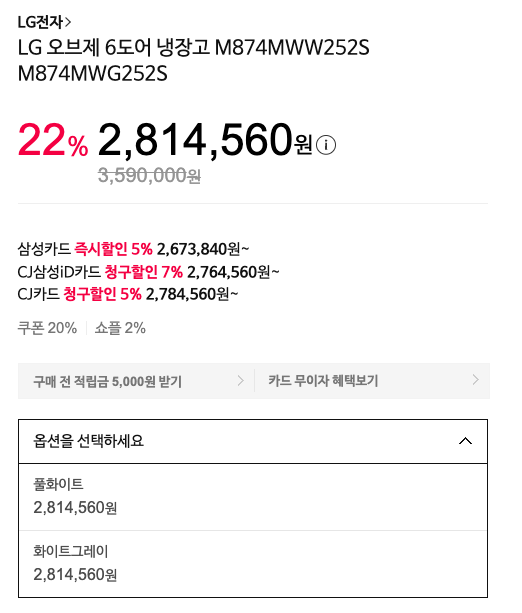 LG전자>
LG 오브제 6도어 냉장고 M874MWW252S
M874MWG252S
22% 2,814,560원
3,590,000원
삼성카드 즉시할인 5% 2,673,840원~
CJ삼성iD카드 청구할인 7% 2,764,560원~
CJ카드 청구할인 5% 2,784,560원~
쿠폰 20% | 쇼플 2%
구매 전 적립금 5,000원 받기 > | 카드 무이자 혜택보기 >
옵션을 선택하세요
풀화이트
2,814,560원
화이트그레이
2,814,560원